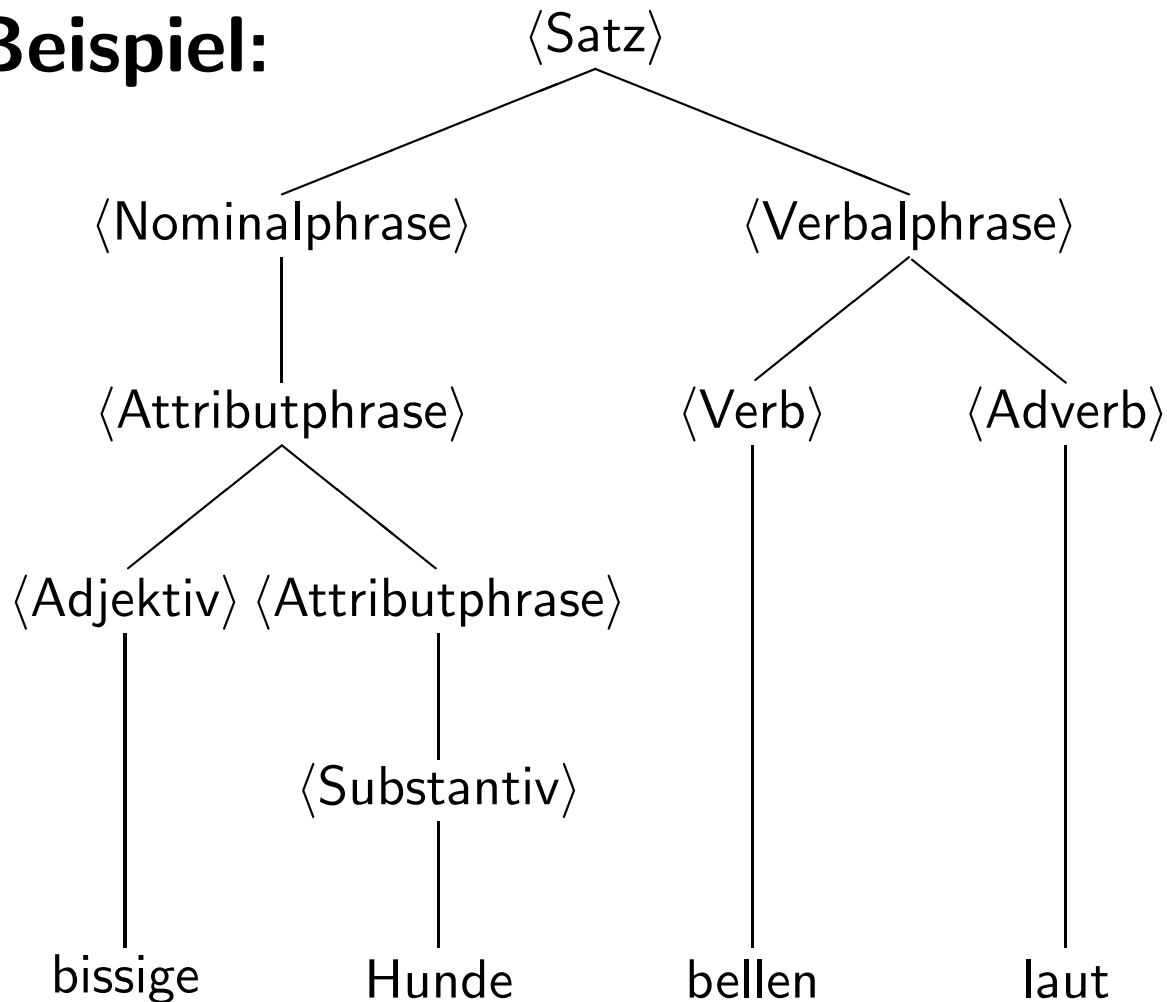 Beispiel: ⟨Satz⟩
⟨Nominalphrase⟩ ⟨Verbalphrase⟩
⟨Attributphrase⟩ ⟨Verb⟩ ⟨Adverb⟩
⟨Adjektiv⟩ ⟨Attributphrase⟩
⟨Substantiv⟩
bissige Hunde bellen laut